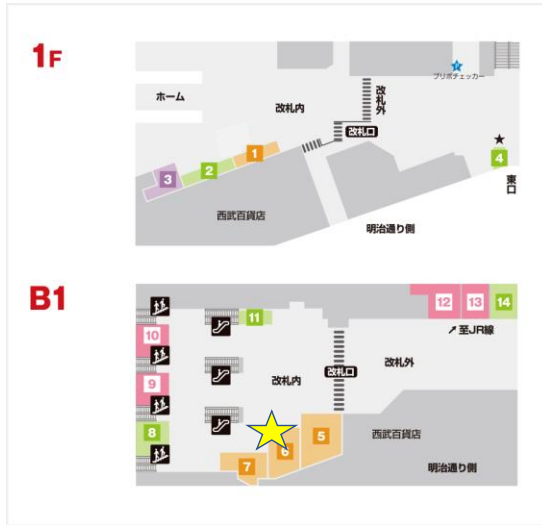 1F
プリポチェッカー
ホーム
改札内
改札外
改札口
1
2
3
4
東口
西武百貨店
明治通り側
B1
12
13
14
11
10
↗至JR線
改札口
改札外
改札内
9
8
5
6
7
西武百貨店
明治通り側